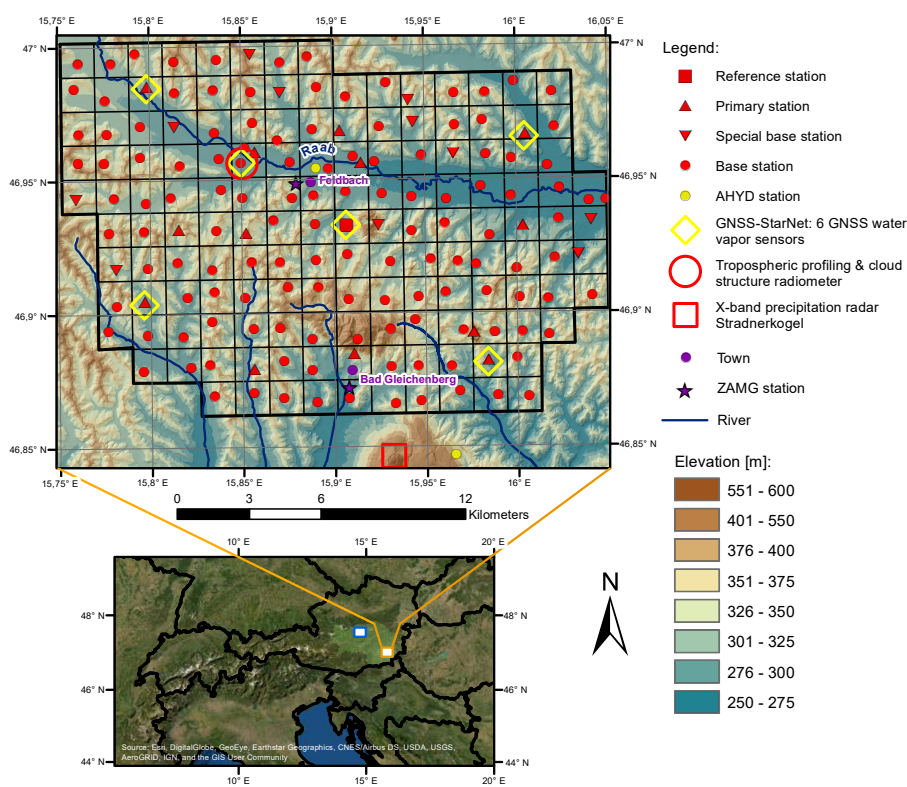 15,75° E
15,8° E
15,85° E
15,9° E
15,95° E
16° E
16,05° E
47° N
47° N
46,95° N
46,95° N
46,9° N
46,9° N
46,85° N
46,85° N
Raab
Feldbach
Bad Gleichenberg
15,75° E
15,8° E
15,85° E
15,9° E
15,95° E
16° E
Legend:
Reference station
Primary station
Special base station
Base station
AHYD station
GNSS-StarNet: 6 GNSS water
vapor sensors
Tropospheric profiling & cloud
structure radiometer
X-band precipitation radar
Stradnerkogel
Town
ZAMG station
River
Elevation [m]:
551 - 600
401 - 550
376 - 400
351 - 375
326 - 350
301 - 325
276 - 300
250 - 275
0
3
6
12
Kilometers
N
10° E
15° E
20° E
48° N
48° N
46° N
46° N
44° N
44° N
Source: Esri, DigitalGlobe, GeoEye, Earthstar Geographics, CNES/Airbus DS, USDA, USGS,
AeroGRID, IGN, and the GIS User Community
10° E
15° E
20° E